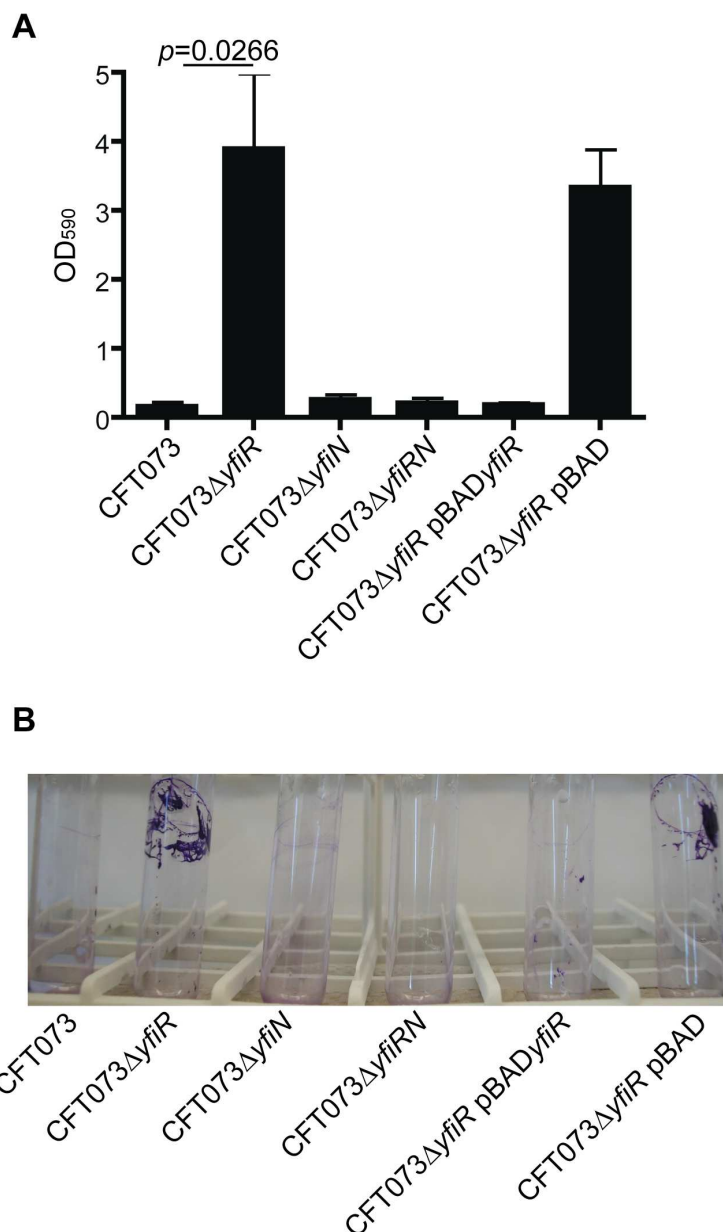 A
p=0.0266
5
4
3
2
1
0
OD590
CFT073
CFT073ΔyfiR
CFT073ΔyfiN
CFT073ΔyfiRN
CFT073ΔyfiR pBADyfiR
CFT073ΔyfiR pBAD
B
CFT073
CFT073ΔyfiR
CFT073ΔyfiN
CFT073ΔyfiRN
CFT073ΔyfiR pBADyfiR
CFT073ΔyfiR pBAD